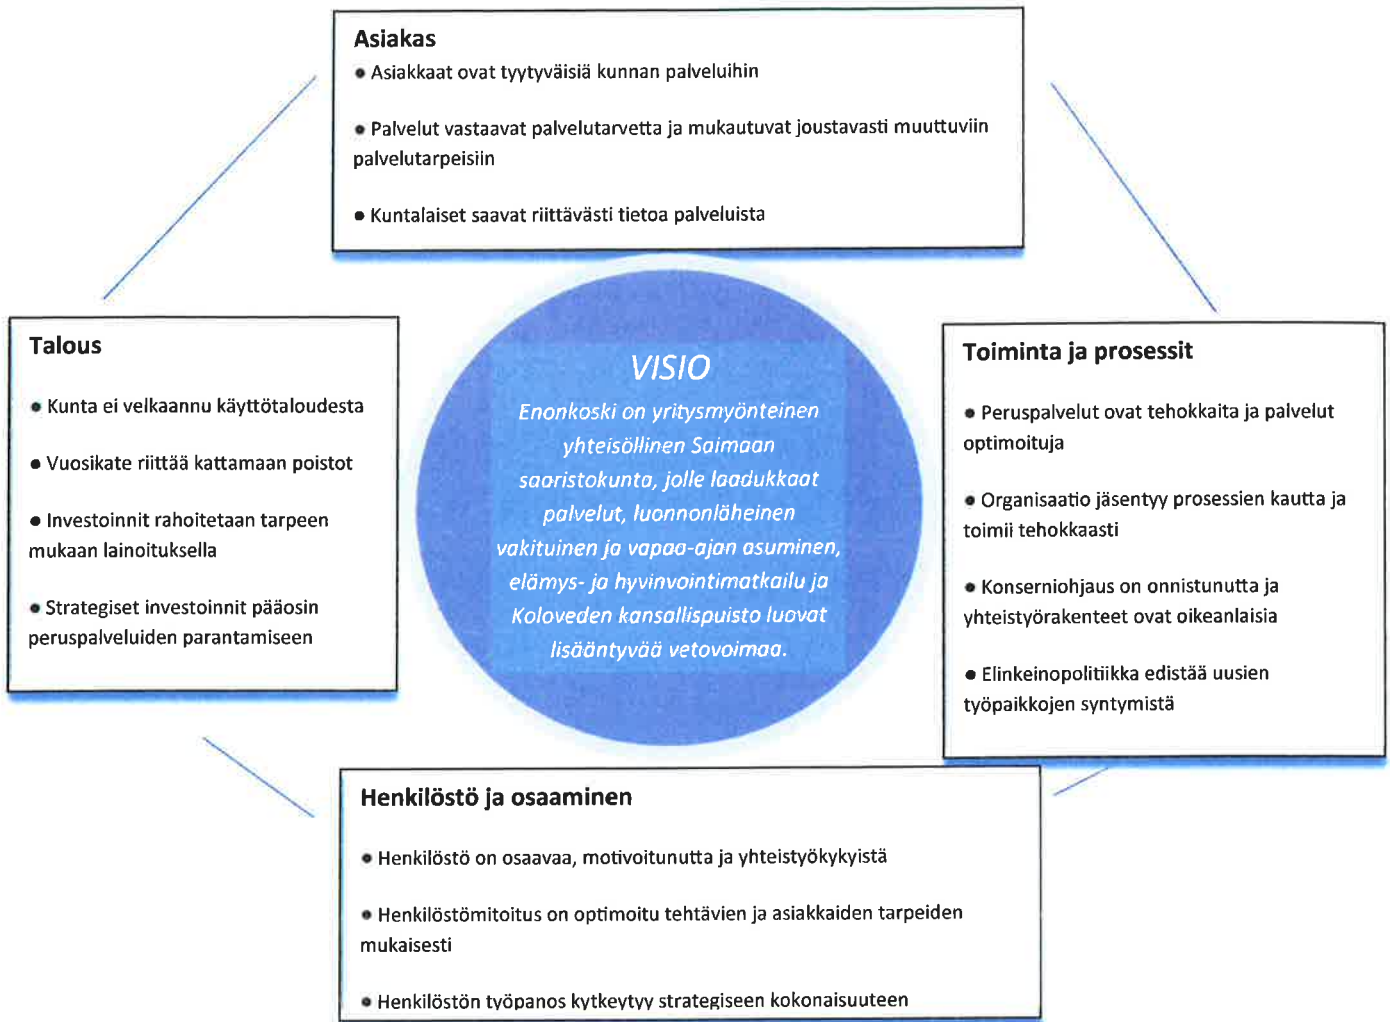 Asiakas
• Asiakkaat ovat tyytyväisiä kunnan palveluihin
• Palvelut vastaavat palvelutarvetta ja mukautuvat joustavasti muuttuviin
palvelutarpeisiin
• Kuntalaiset saavat riittävästi tietoa palveluista
Talous
• Kunta ei velkaannu käyttötaloudesta
• Vuosikate riittää kattamaan poistot
• Investoinnit rahoitetaan tarpeen
mukaan lainoituksella
• Strategiset investoinnit pääosin
peruspalveluiden parantamiseen
VISIO
Enonkoski on yritysmyönteinen
yhteisöllinen Saimaan
saaristokunta, jolle laadukkaat
palvelut, luonnonläheinen
vakituinen ja vapaa-ajan asuminen,
elämys- ja hyvinvointimatkailu ja
Koloveden kansallispuisto luovat
lisääntyvää vetovoimaa.
Toiminta ja prosessit
• Peruspalvelut ovat tehokkaita ja palvelut
optimoituja
• Organisaatio jäsentyy prosessien kautta ja
toimii tehokkaasti
• Konserniohjaus on onnistunutta ja
yhteistyörakenteet ovat oikeanlaisia
• Elinkeinopolitiikka edistää uusien
työpaikkojen syntymistä
Henkilöstö ja osaaminen
• Henkilöstö on osaavaa, motivoitunutta ja yhteistyökykyistä
• Henkilöstömitoitus on optimoitu tehtävien ja asiakkaiden tarpeiden
mukaisesti
• Henkilöstön työpanos kytkeytyy strategiseen kokonaisuuteen